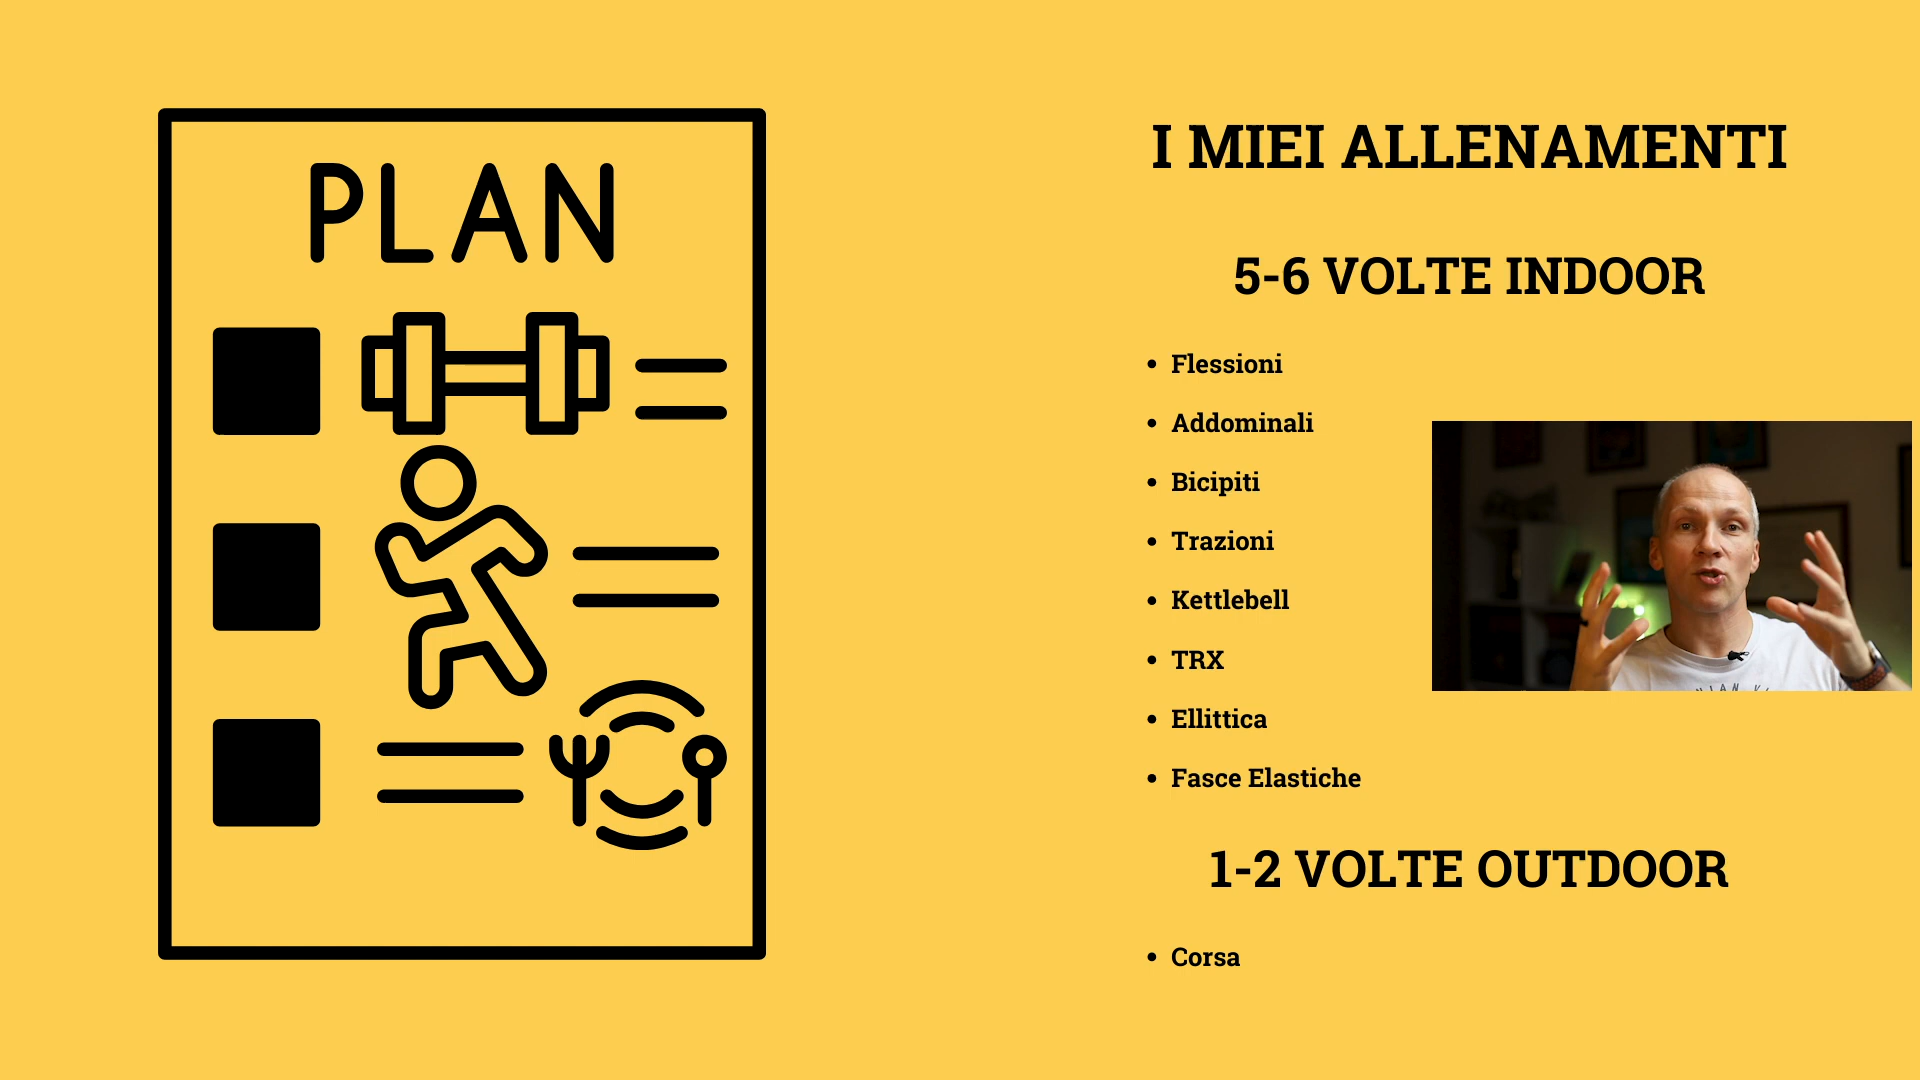 PLAN
I MIEI ALLENAMENTI
5-6 VOLTE INDOOR
• Flessioni
• Addominali
• Bicipiti
• Trazioni
• Kettlebell
• TRX
• Ellittica
• Fasce Elastiche
1-2 VOLTE OUTDOOR
• Corsa